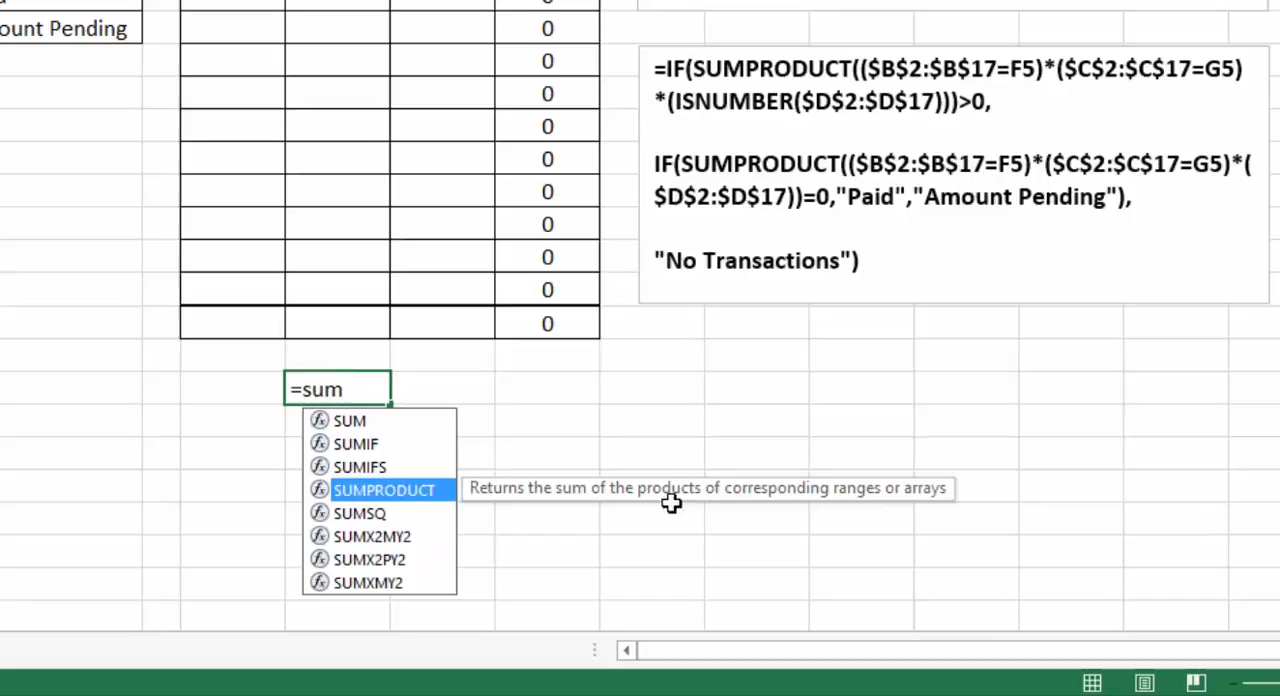 0
ount Pending
0
0
0
0
0
0
0
0
0
0
=IF(SUMPRODUCT(($B$2:$B$17=F5)*($C$2:$C$17=G5)
*(ISNUMBER($D$2:$D$17)))>0,
IF(SUMPRODUCT(($B$2:$B$17=F5)*($C$2:$C$17=G5)*(
$D$2:$D$17))=0,"Paid","Amount Pending"),
"No Transactions")
=sum
SUM
SUMIF
SUMIFS
SUMPRODUCT
Returns the sum of the products of corresponding ranges or arrays
SUMSQ
SUMX2MY2
SUMX2PY2
SUMXMY2